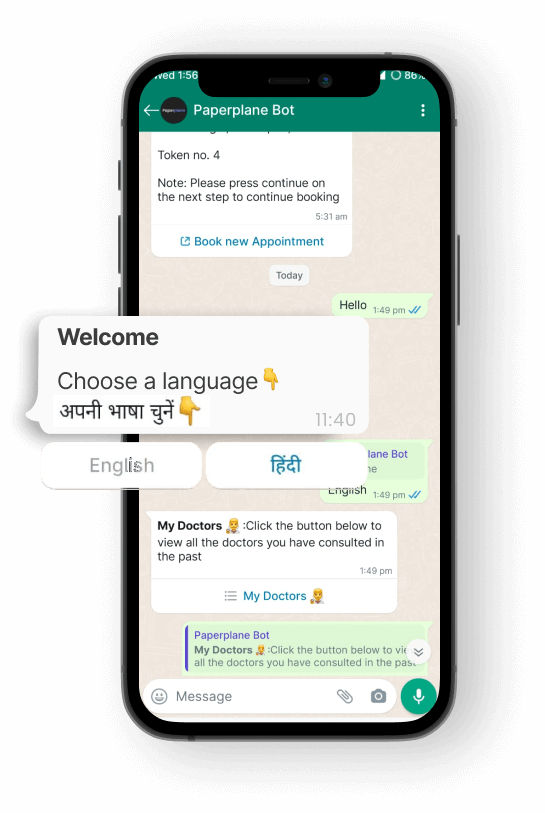 Wed 1:56
86%
Paperplane
Paperplane Bot
Token no. 4
Note: Please press continue on
the next step to continue booking
5:31 am
Book new Appointment
Today
Hello 1:49 pm
Welcome
Choose a language👇
अपनी भाषा चुनें👇
11:40
English
हिंदी
lane Bot
ne
English 1:49 pm
My Doctors 👨‍⚕️ :Click the button below to
view all the doctors you have consulted in
the past
1:49 pm
My Doctors 👨‍⚕️
Paperplane Bot
My Doctors 👨‍⚕️ :Click the button below to vie
all the doctors you have consulted in the past
Message